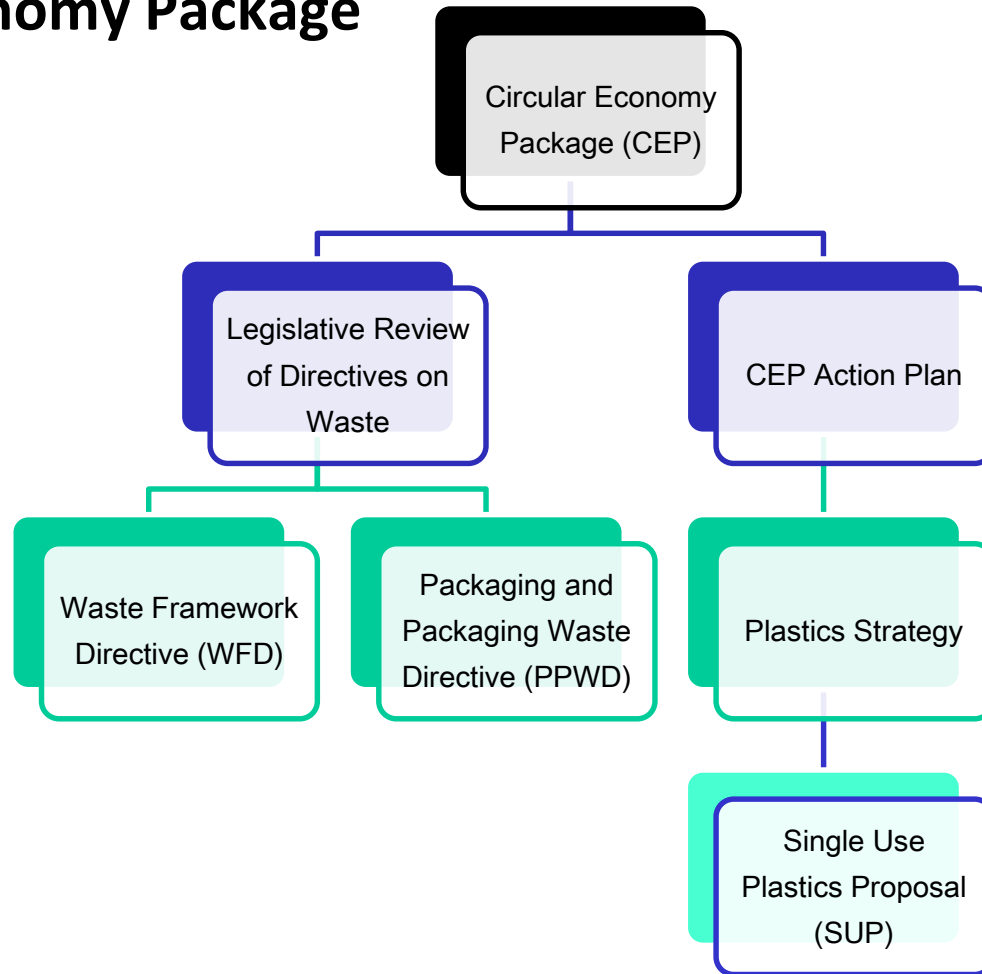 nomy Package
Circular Economy
Package (CEP)
Legislative Review
of Directives on
Waste
CEP Action Plan
Waste Framework
Directive (WFD)
Packaging and
Packaging Waste
Directive (PPWD)
Plastics Strategy
Single Use
Plastics Proposal
(SUP)